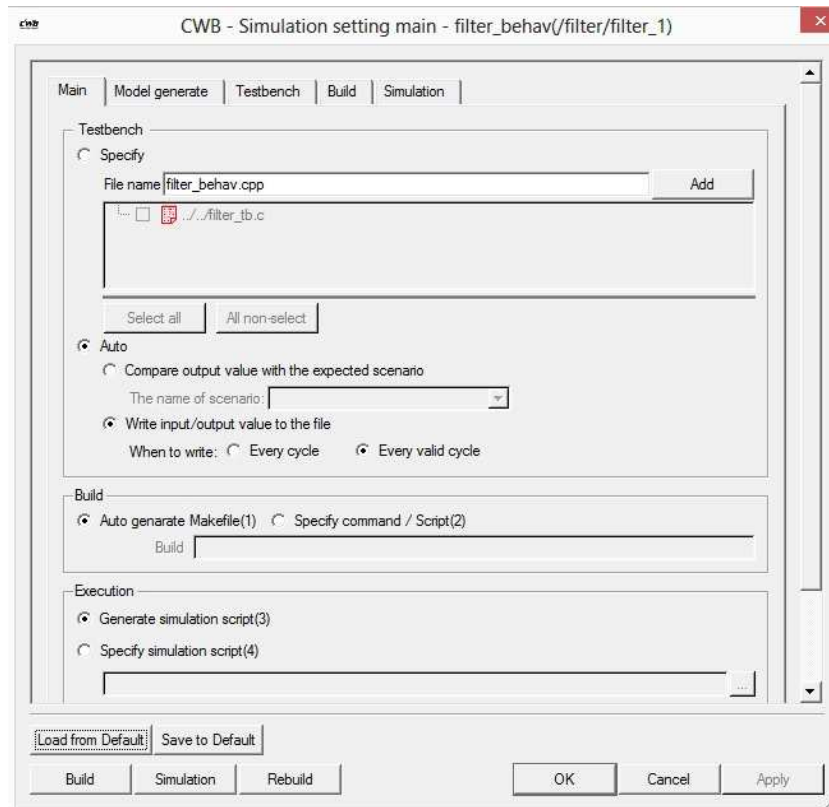 CWB CWB - Simulation setting main - filter_behav(/filter/filter_1) ×
Main Model generate Testbench Build Simulation
Testbench
Specify
File name filter_behav.cpp Add
../../filter_tb.c
Select all All non-select
Auto
Compare output value with the expected scenario
The name of scenario:
Write input/output value to the file
When to write: Every cycle Every valid cycle
Build
Auto genarate Makefile(1) Specify command / Script(2)
Build
Execution
Generate simulation script(3)
Specify simulation script(4)
...
Load from Default Save to Default
Build Simulation Rebuild OK Cancel Apply